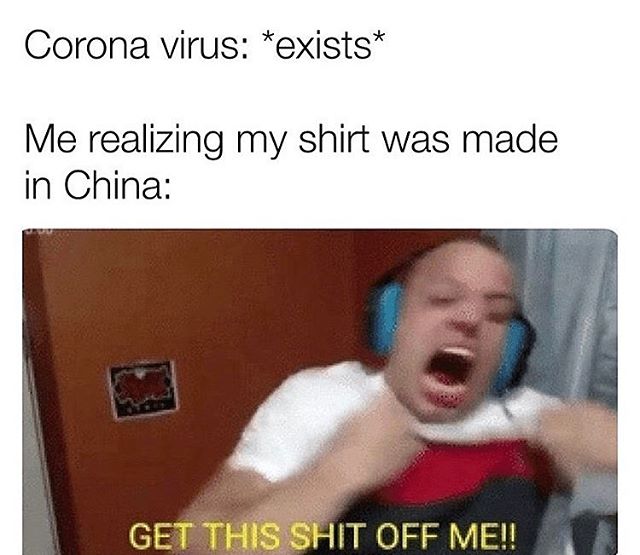 Corona virus: *exists*
Me realizing my shirt was made
in China:
GET THIS SHIT OFF ME!!